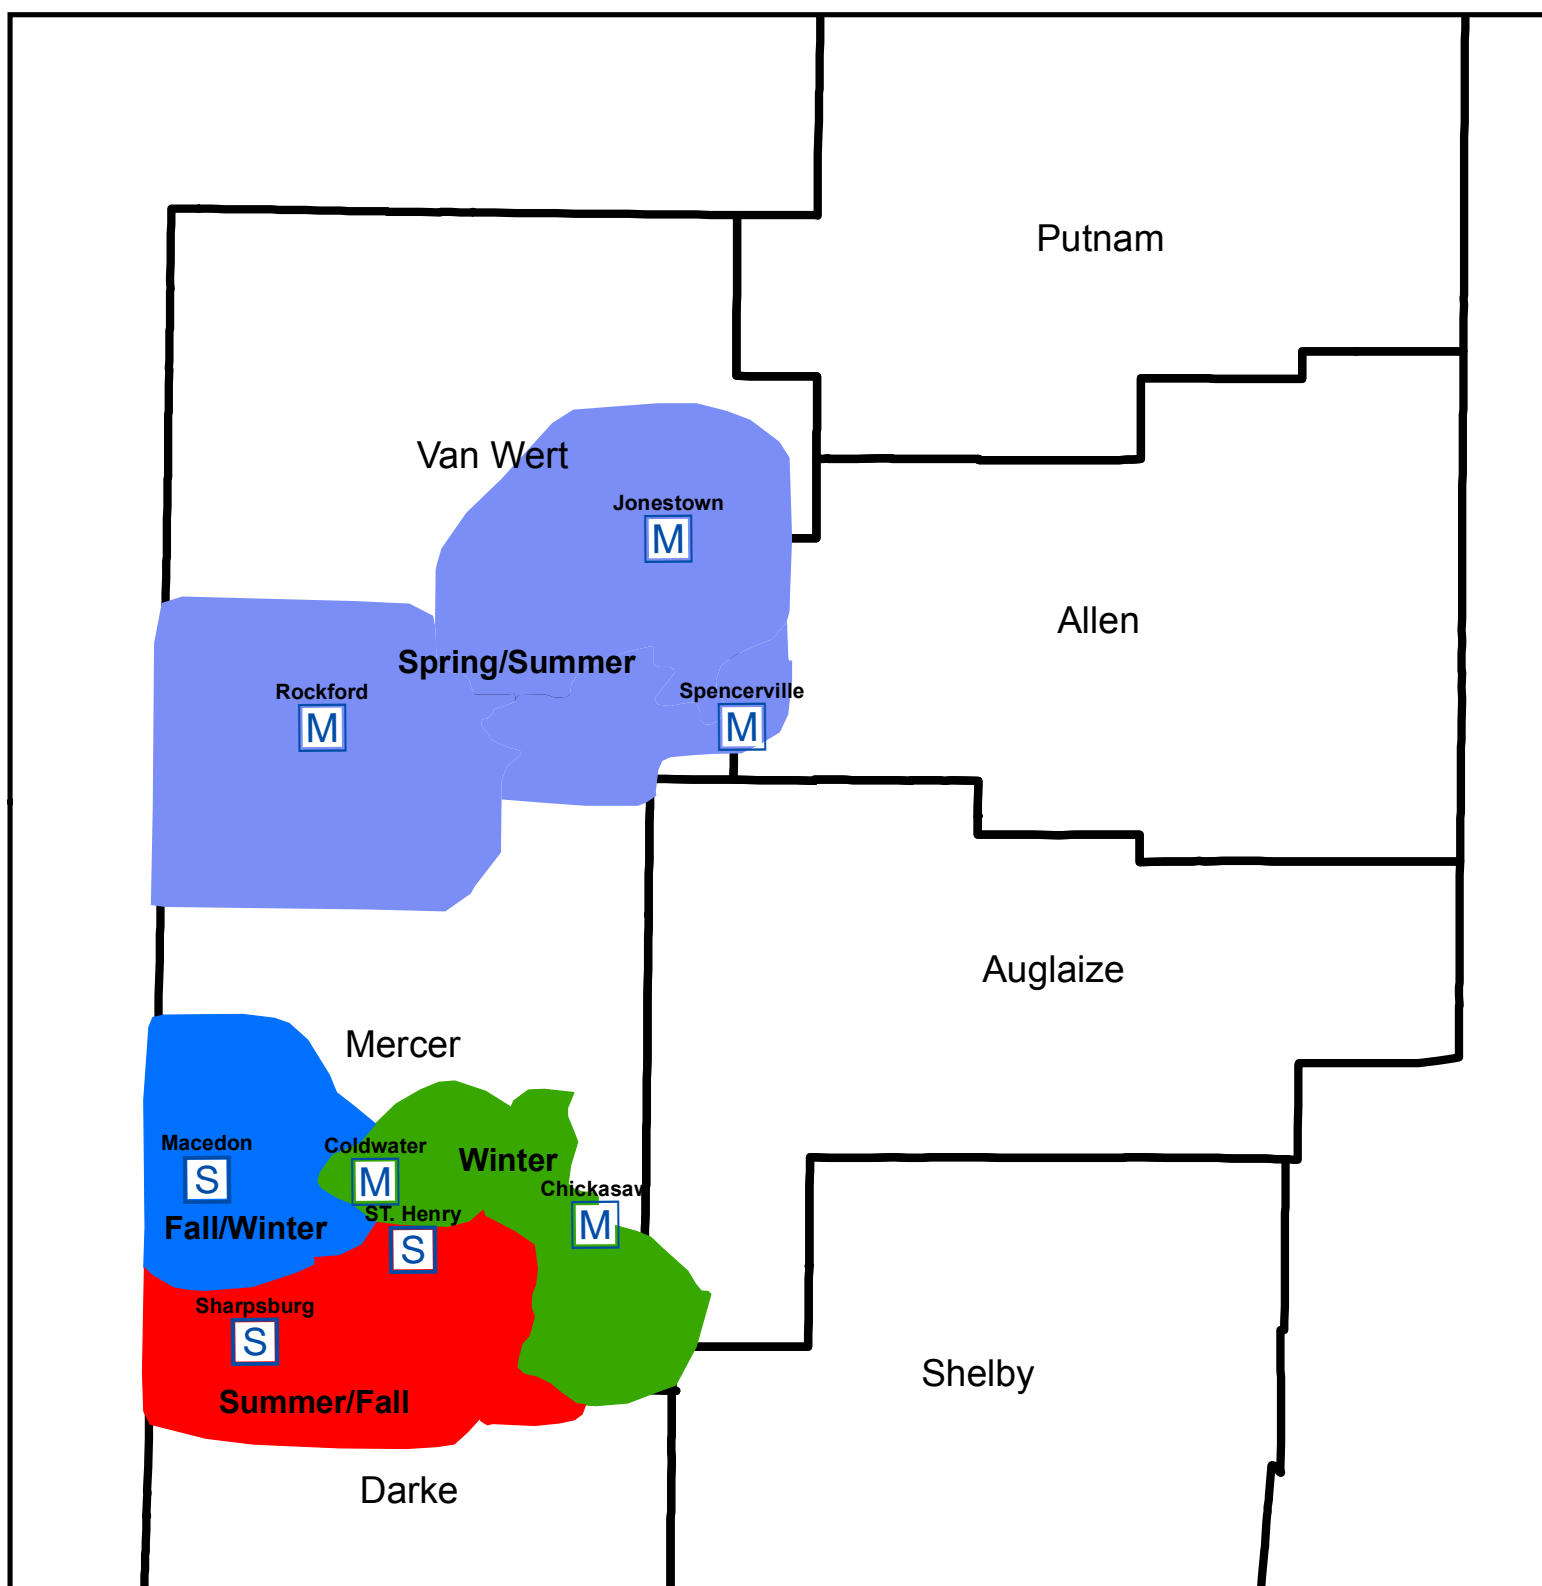 Putnam
Van Wert
Jonestown
M
Allen
Spring/Summer
Rockford
M
Spencerville
M
Auglaize
Mercer
Macedon
S
Coldwater
M
Winter
Chickasaw
M
ST. Henry
S
Fall/Winter
Sharpsburg
S
Summer/Fall
Shelby
Darke